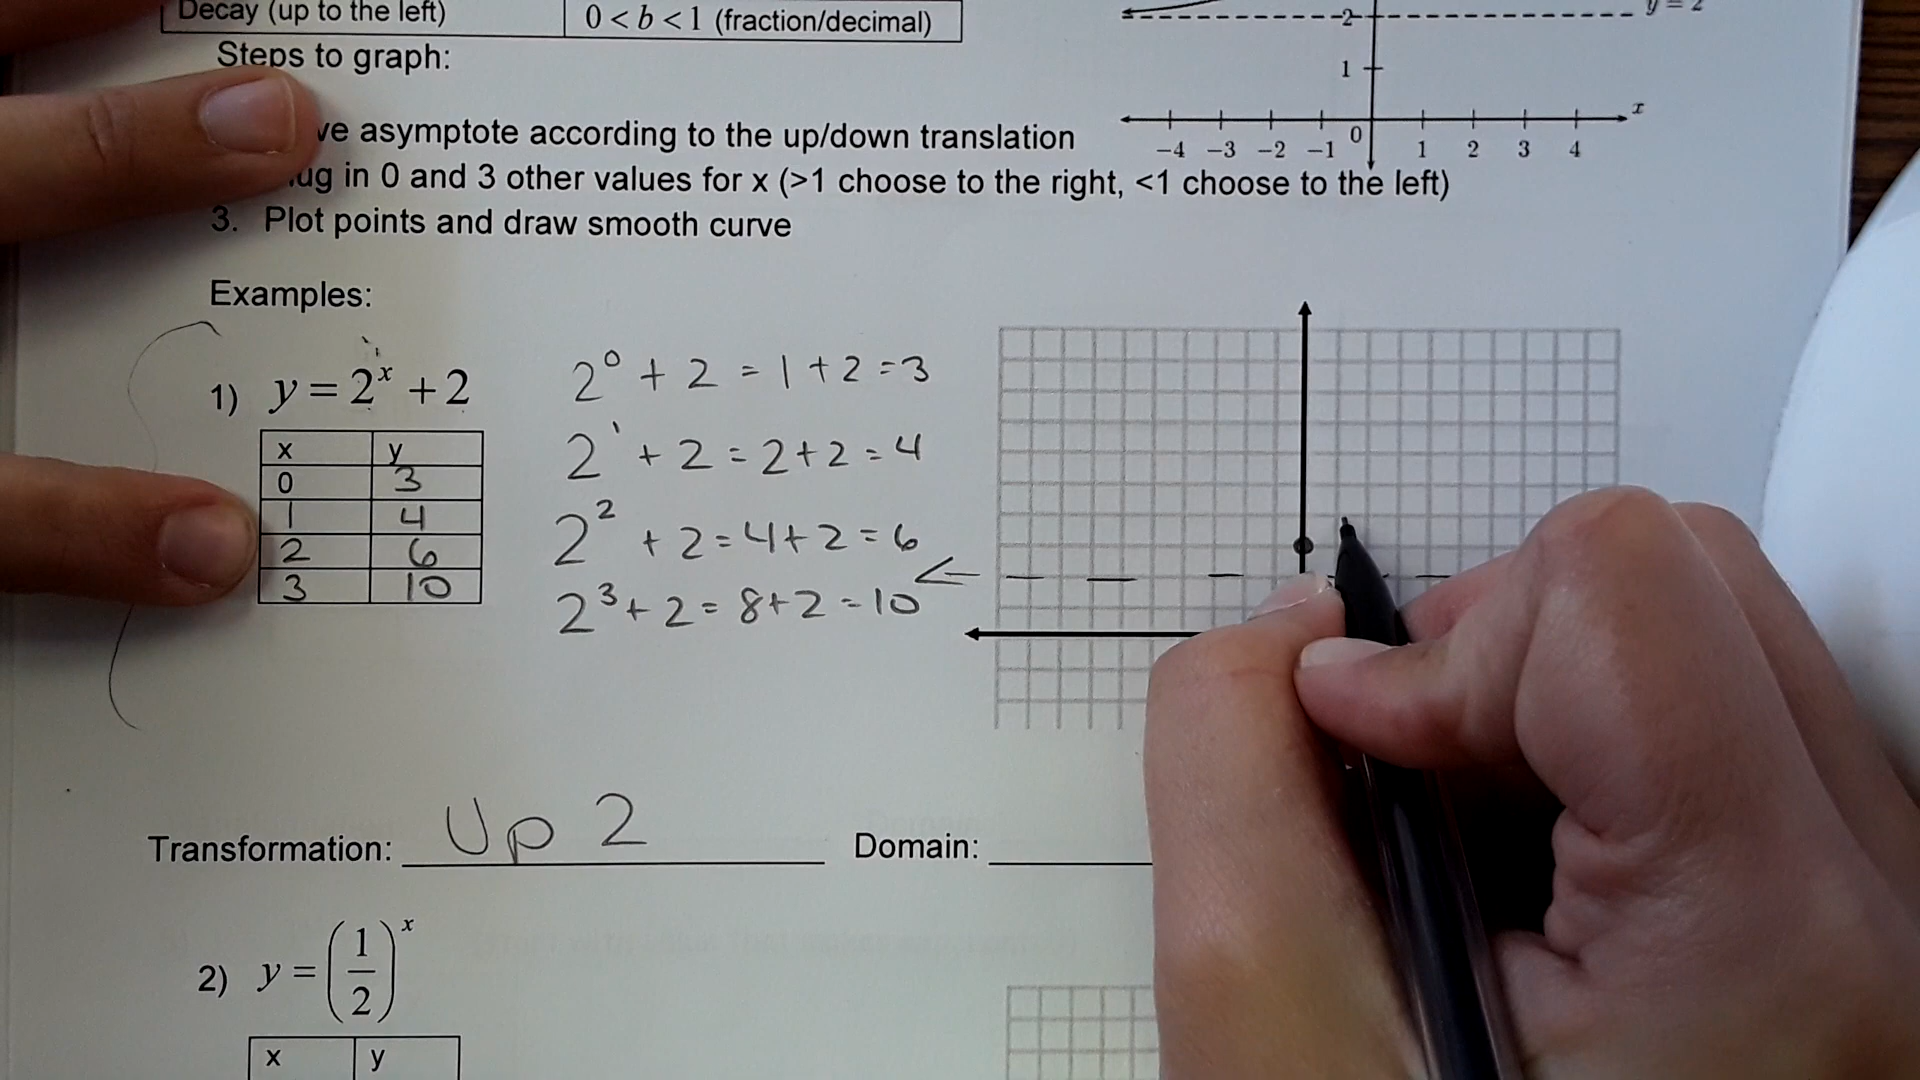 Decay (up to the left) 0 < b < 1 (fraction/decimal)
y = 2
2
1
x
-4 -3 -2 -1 0 1 2 3 4
Steps to graph:
asymptote according to the up/down translation
in 0 and 3 other values for x (>1 choose to the right, <1 choose to the left)
3. Plot points and draw smooth curve
Examples:
1) y = 2^x + 2
x y
0 3
1 4
2 6
3 10
2^0 + 2 = 1 + 2 = 3
2^1 + 2 = 2 + 2 = 4
2^2 + 2 = 4 + 2 = 6
2^3 + 2 = 8 + 2 = 10
Transformation: Up 2 Domain:
2) y = (1/2)^x
x y